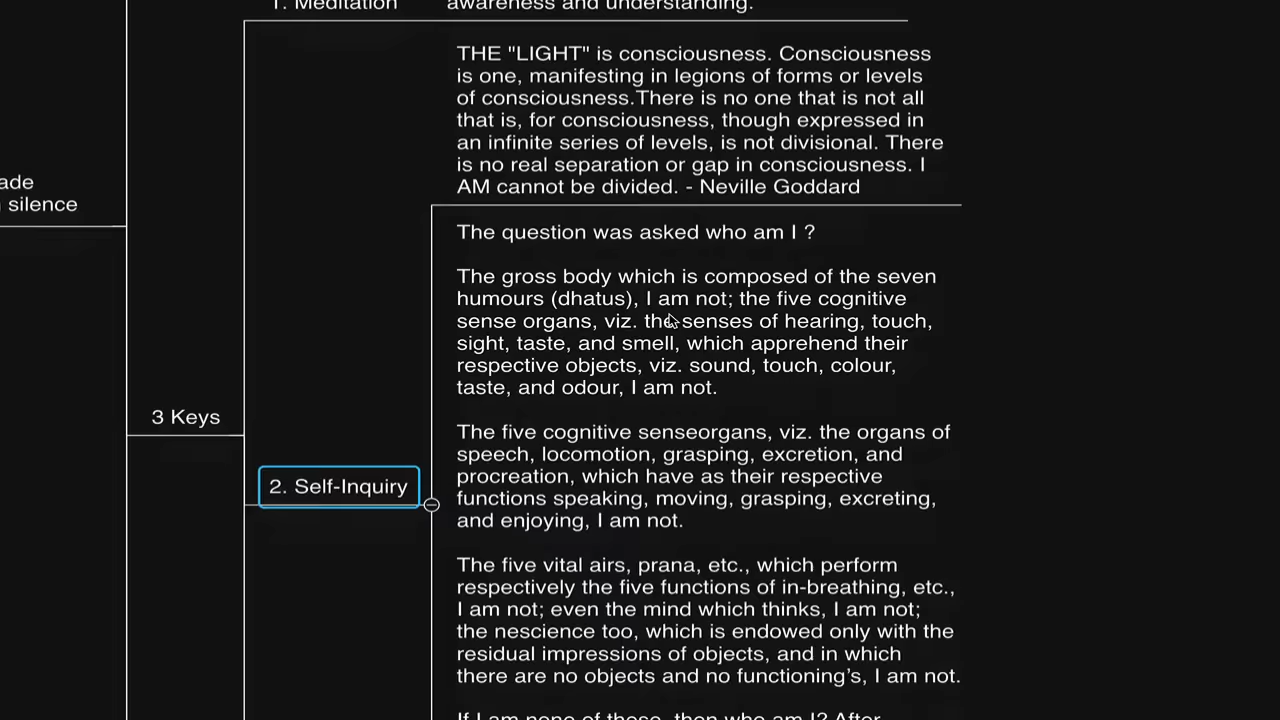 1. Meditation
awareness and understanding.
THE "LIGHT" is consciousness. Consciousness
is one, manifesting in legions of forms or levels
of consciousness.There is no one that is not all
that is, for consciousness, though expressed in
an infinite series of levels, is not divisional. There
is no real separation or gap in consciousness. I
AM cannot be divided. - Neville Goddard
ade
silence
3 Keys
2. Self-Inquiry
The question was asked who am I ?
The gross body which is composed of the seven
humours (dhatus), I am not; the five cognitive
sense organs, viz. the senses of hearing, touch,
sight, taste, and smell, which apprehend their
respective objects, viz. sound, touch, colour,
taste, and odour, I am not.
The five cognitive senseorgans, viz. the organs of
speech, locomotion, grasping, excretion, and
procreation, which have as their respective
functions speaking, moving, grasping, excreting,
and enjoying, I am not.
The five vital airs, prana, etc., which perform
respectively the five functions of in-breathing, etc.,
I am not; even the mind which thinks, I am not;
the nescience too, which is endowed only with the
residual impressions of objects, and in which
there are no objects and no functioning's, I am not.
If I am none of these, then who am I? After